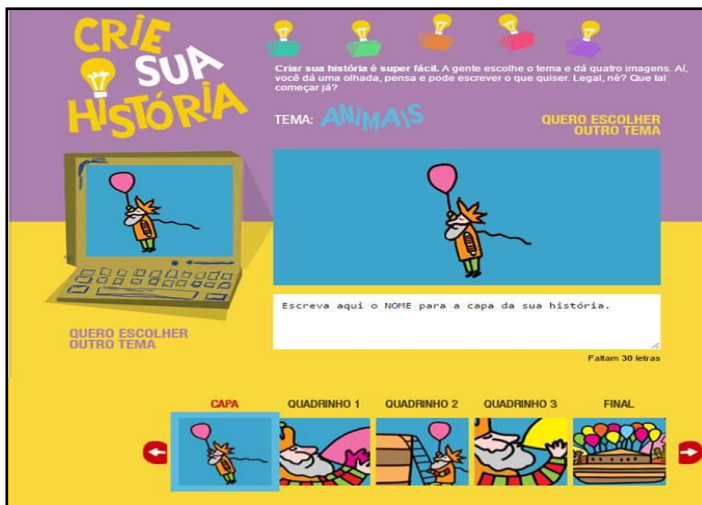 CRIE
SUA
HISTÓRIA
Criar sua história é super fácil. A gente escolhe o tema e dá quatro imagens. Aí,
você dá uma olhada, pensa e pode escrever o que quiser. Legal, nè? Que tal
começar já?
TEMA: ANIMAIS
QUERO ESCOLHER
OUTRO TEMA
Escreva aqui o NOME para a capa da sua história.
Faltam 30 letras
QUERO ESCOLHER
OUTRO TEMA
CAPA QUADRINHO 1 QUADRINHO 2 QUADRINHO 3 FINAL